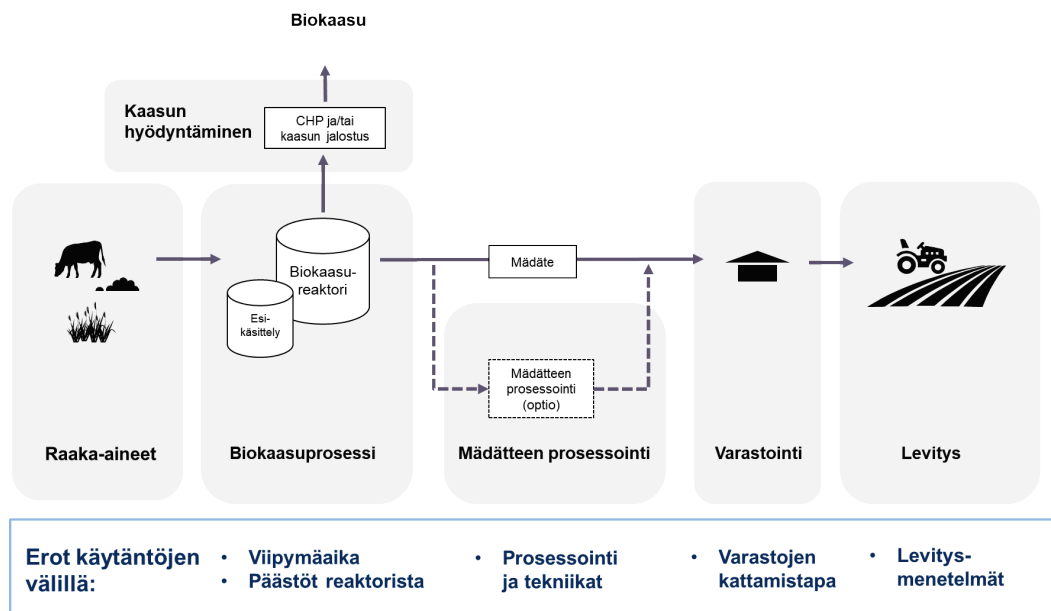 Biokaasu
Kaasun
hyödyntäminen
CHP ja/tai
kaasun jalostus
Biokaasu-
reaktori
Esi-
käsittely
Mädäte
Mädätteen
prosessointi
(optio)
Raaka-aineet
Biokaasuprosessi
Mädätteen prosessointi
Varastointi
Levitys
Erot käytäntöjen
välillä:
• Viipymäaika
• Päästöt reaktorista
• Prosessointi
ja tekniikat
• Varastojen
kattamistapa
• Levitys-
menetelmät